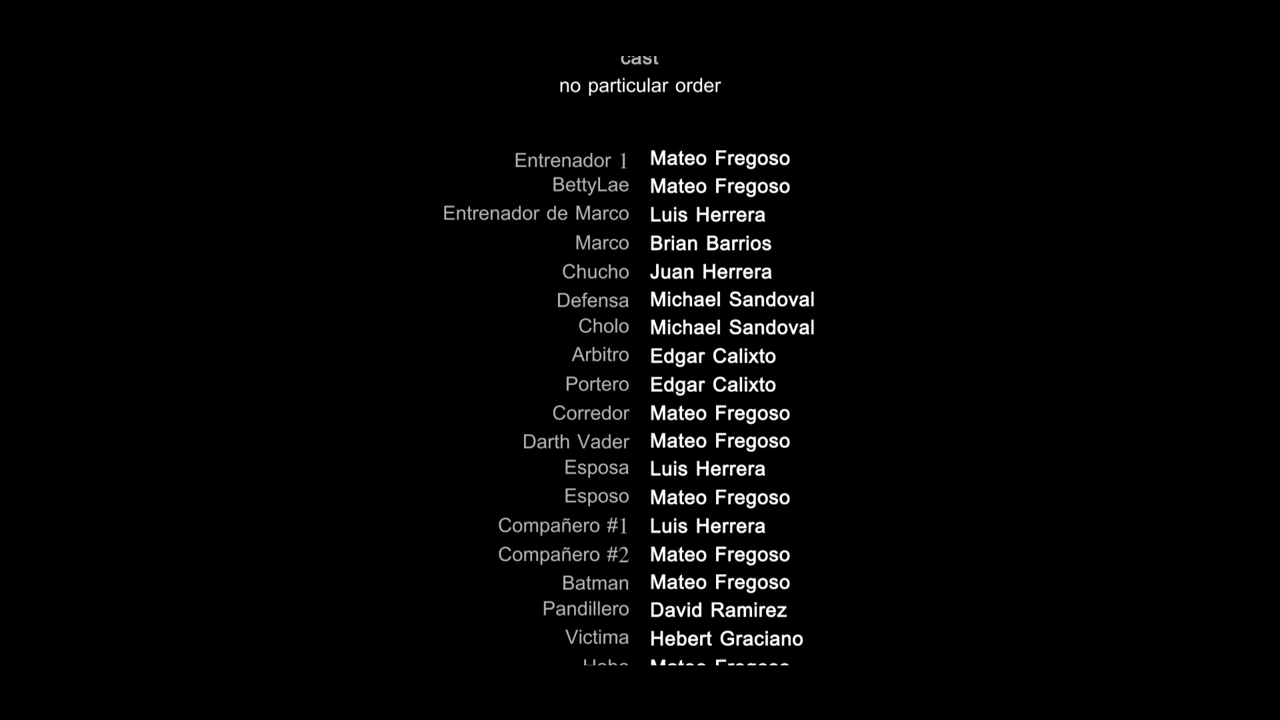 cast
no particular order
Entrenador 1 Mateo Fregoso
BettyLae Mateo Fregoso
Entrenador de Marco Luis Herrera
Marco Brian Barrios
Chucho Juan Herrera
Defensa Michael Sandoval
Cholo Michael Sandoval
Arbitro Edgar Calixto
Portero Edgar Calixto
Corredor Mateo Fregoso
Darth Vader Mateo Fregoso
Esposa Luis Herrera
Esposo Mateo Fregoso
Compañero #1 Luis Herrera
Compañero #2 Mateo Fregoso
Batman Mateo Fregoso
Pandillero David Ramirez
Victima Hebert Graciano
Mateo Fregoso